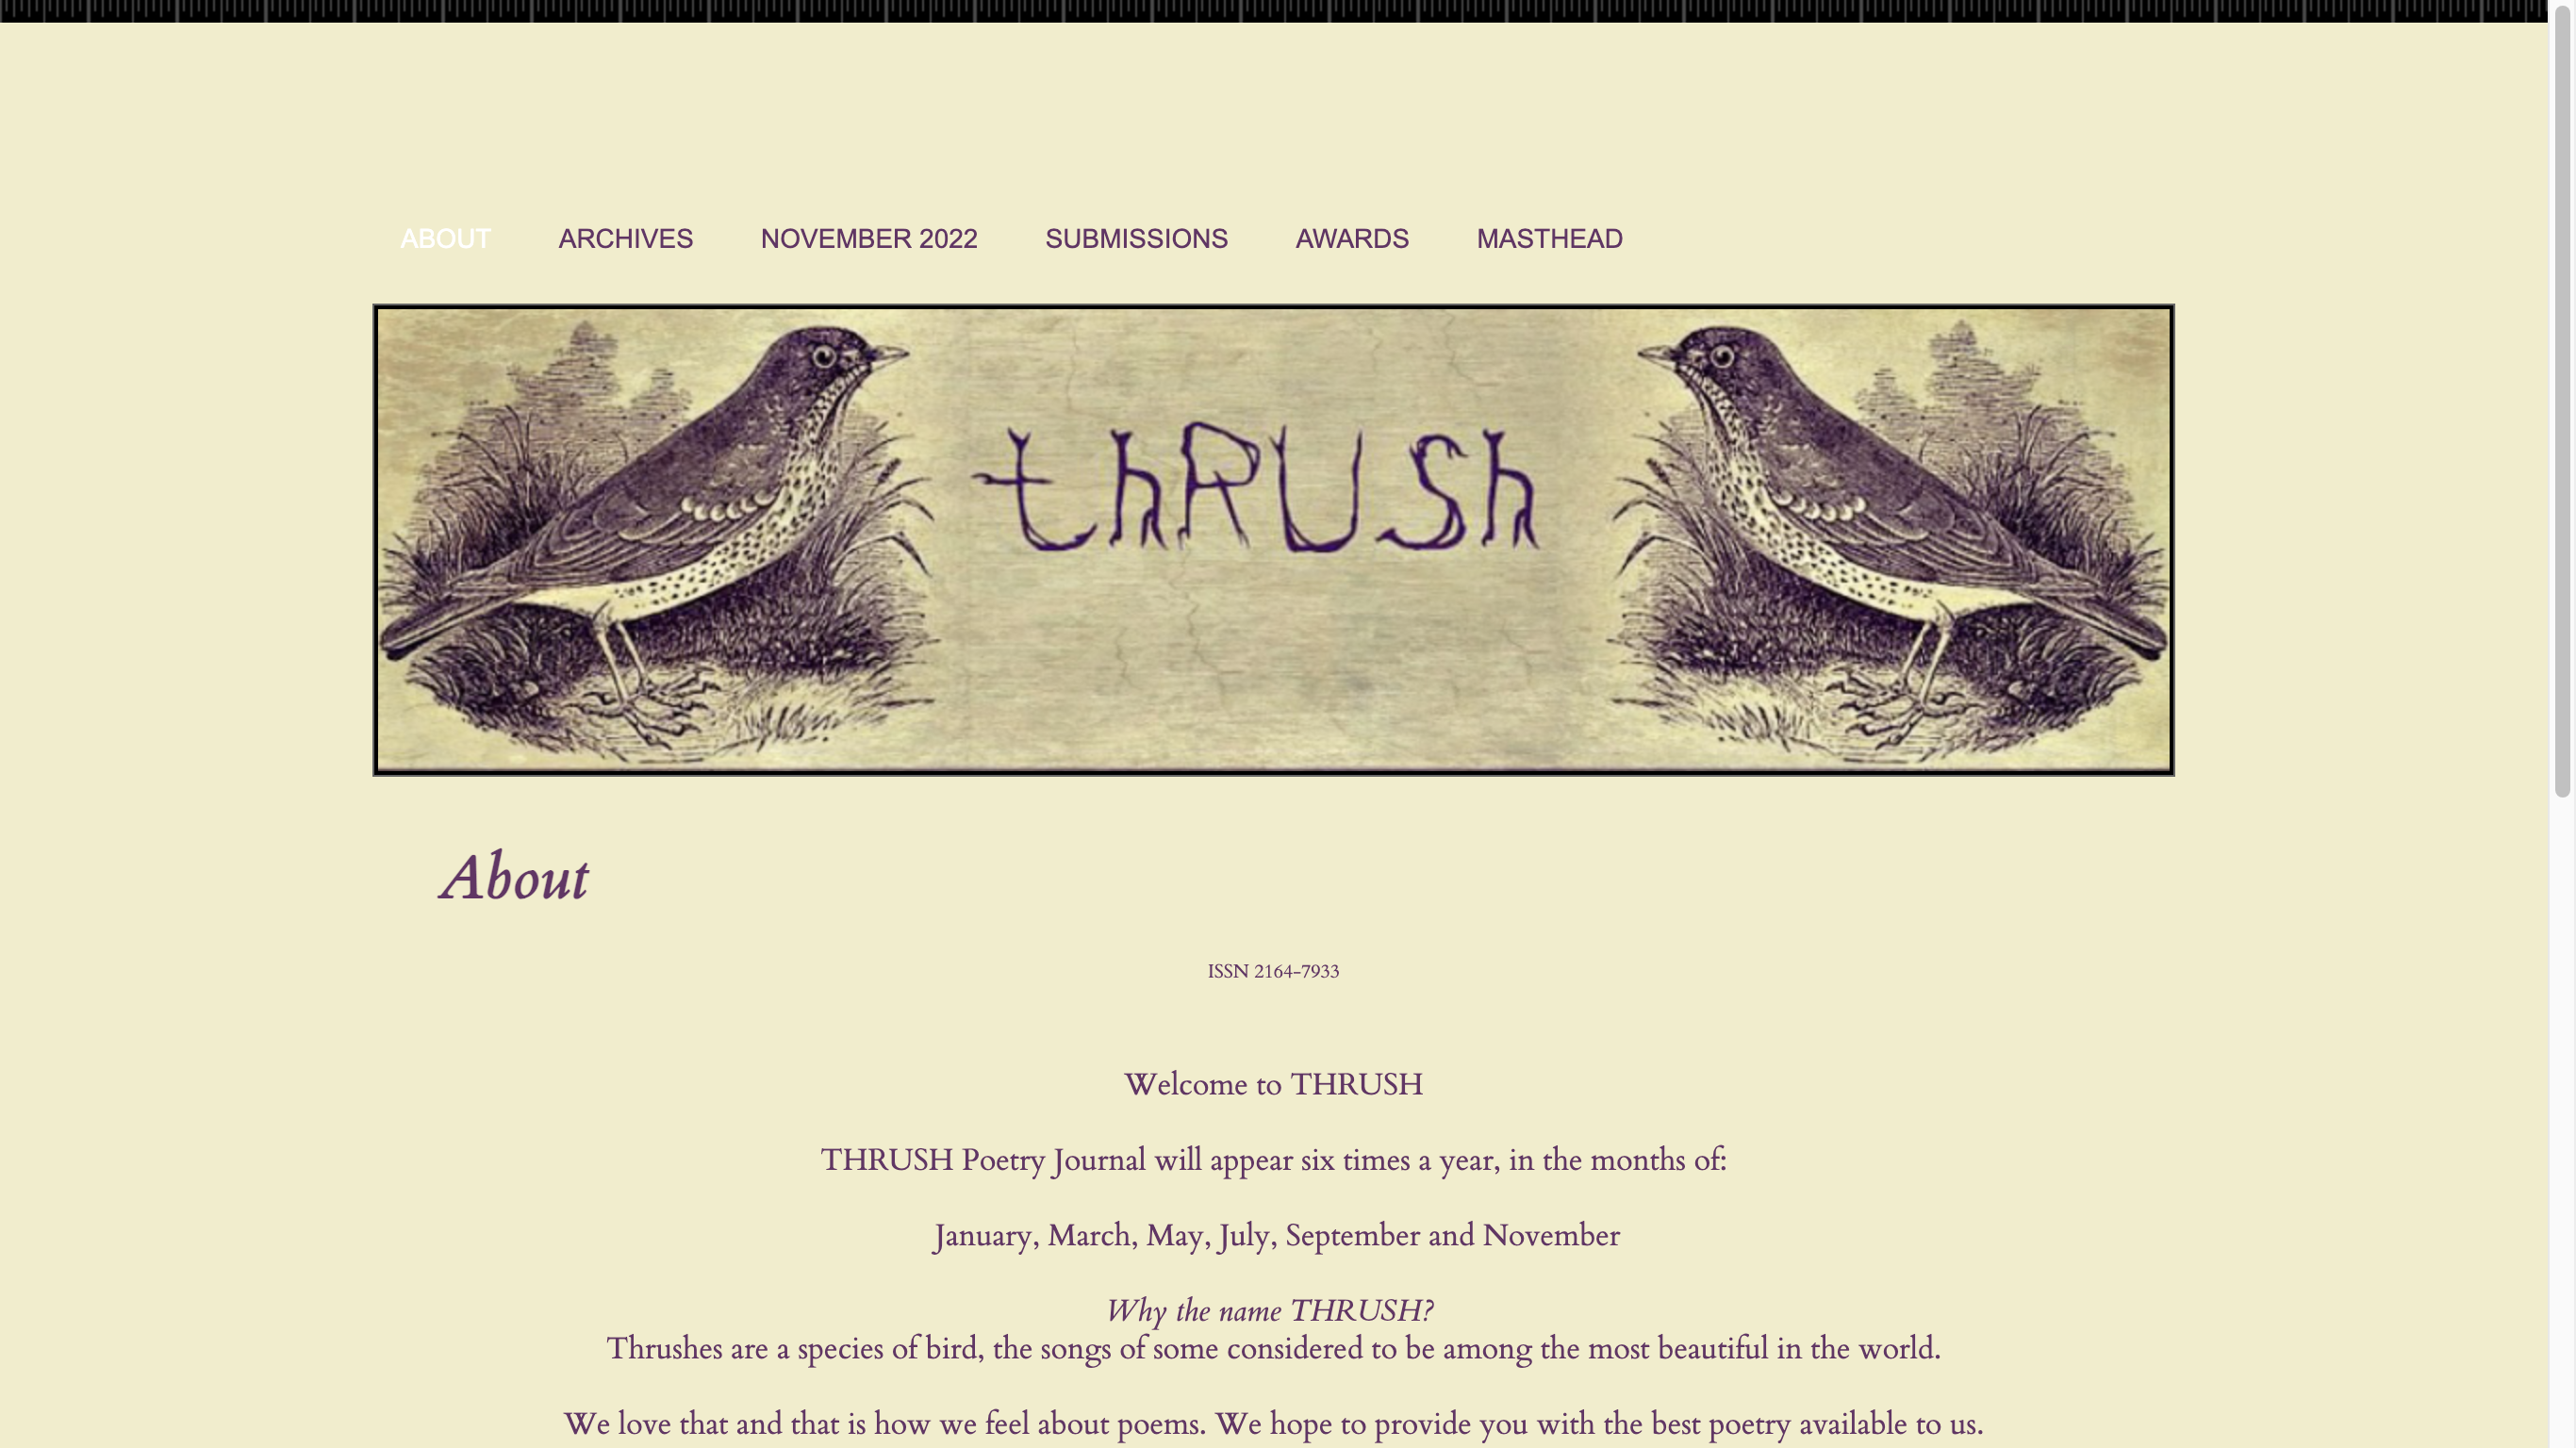 ABOUT ARCHIVES NOVEMBER 2022 SUBMISSIONS AWARDS MASTHEAD
thRUSh
About
ISSN 2164-7933
Welcome to THRUSH
THRUSH Poetry Journal will appear six times a year, in the months of:
January, March, May, July, September and November
Why the name THRUSH?
Thrushes are a species of bird, the songs of some considered to be among the most beautiful in the world.
We love that and that is how we feel about poems. We hope to provide you with the best poetry available to us.